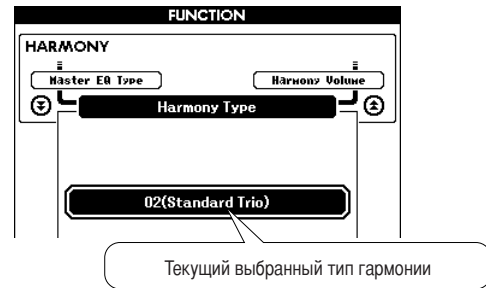 FUNCTION
HARMONY
Master EQ Type
Harmony Volume
Harmony Type
02(Standard Trio)
Текущий выбранный тип гармонии